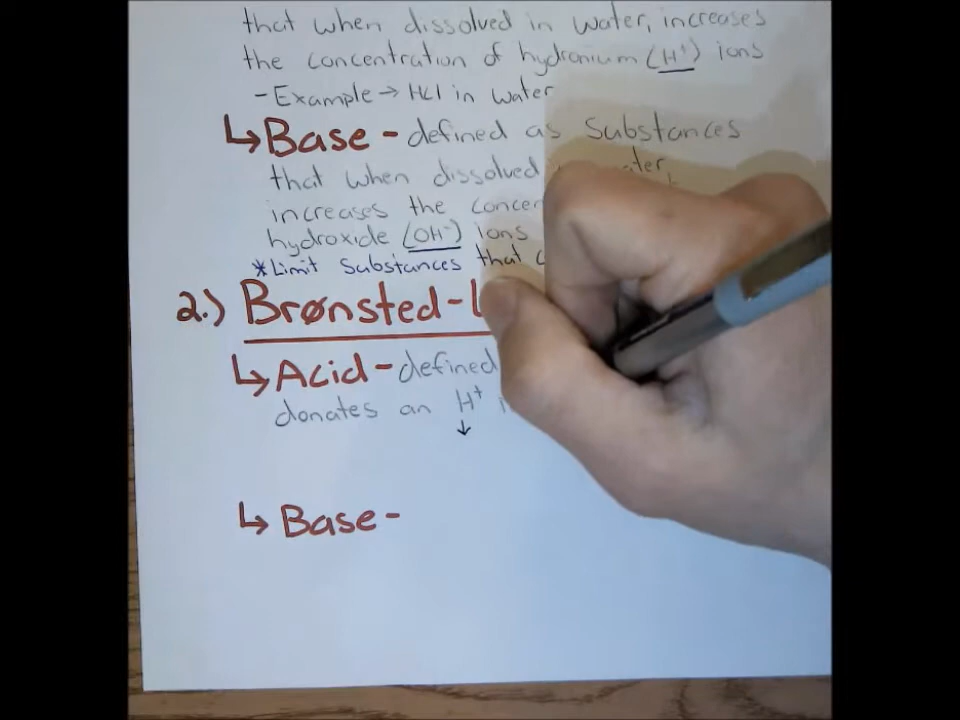 that when dissolved in water, increases
the concentration of hydronium (H⁺) ions
- Example → HCl in water
↳ Base - defined as substances
that when dissolved water
increases the concen
hydroxide (OH⁻) ions
*Limit substances that
2.) Brønsted-L
↳ Acid - defined
donates an H⁺
↓
↳ Base -